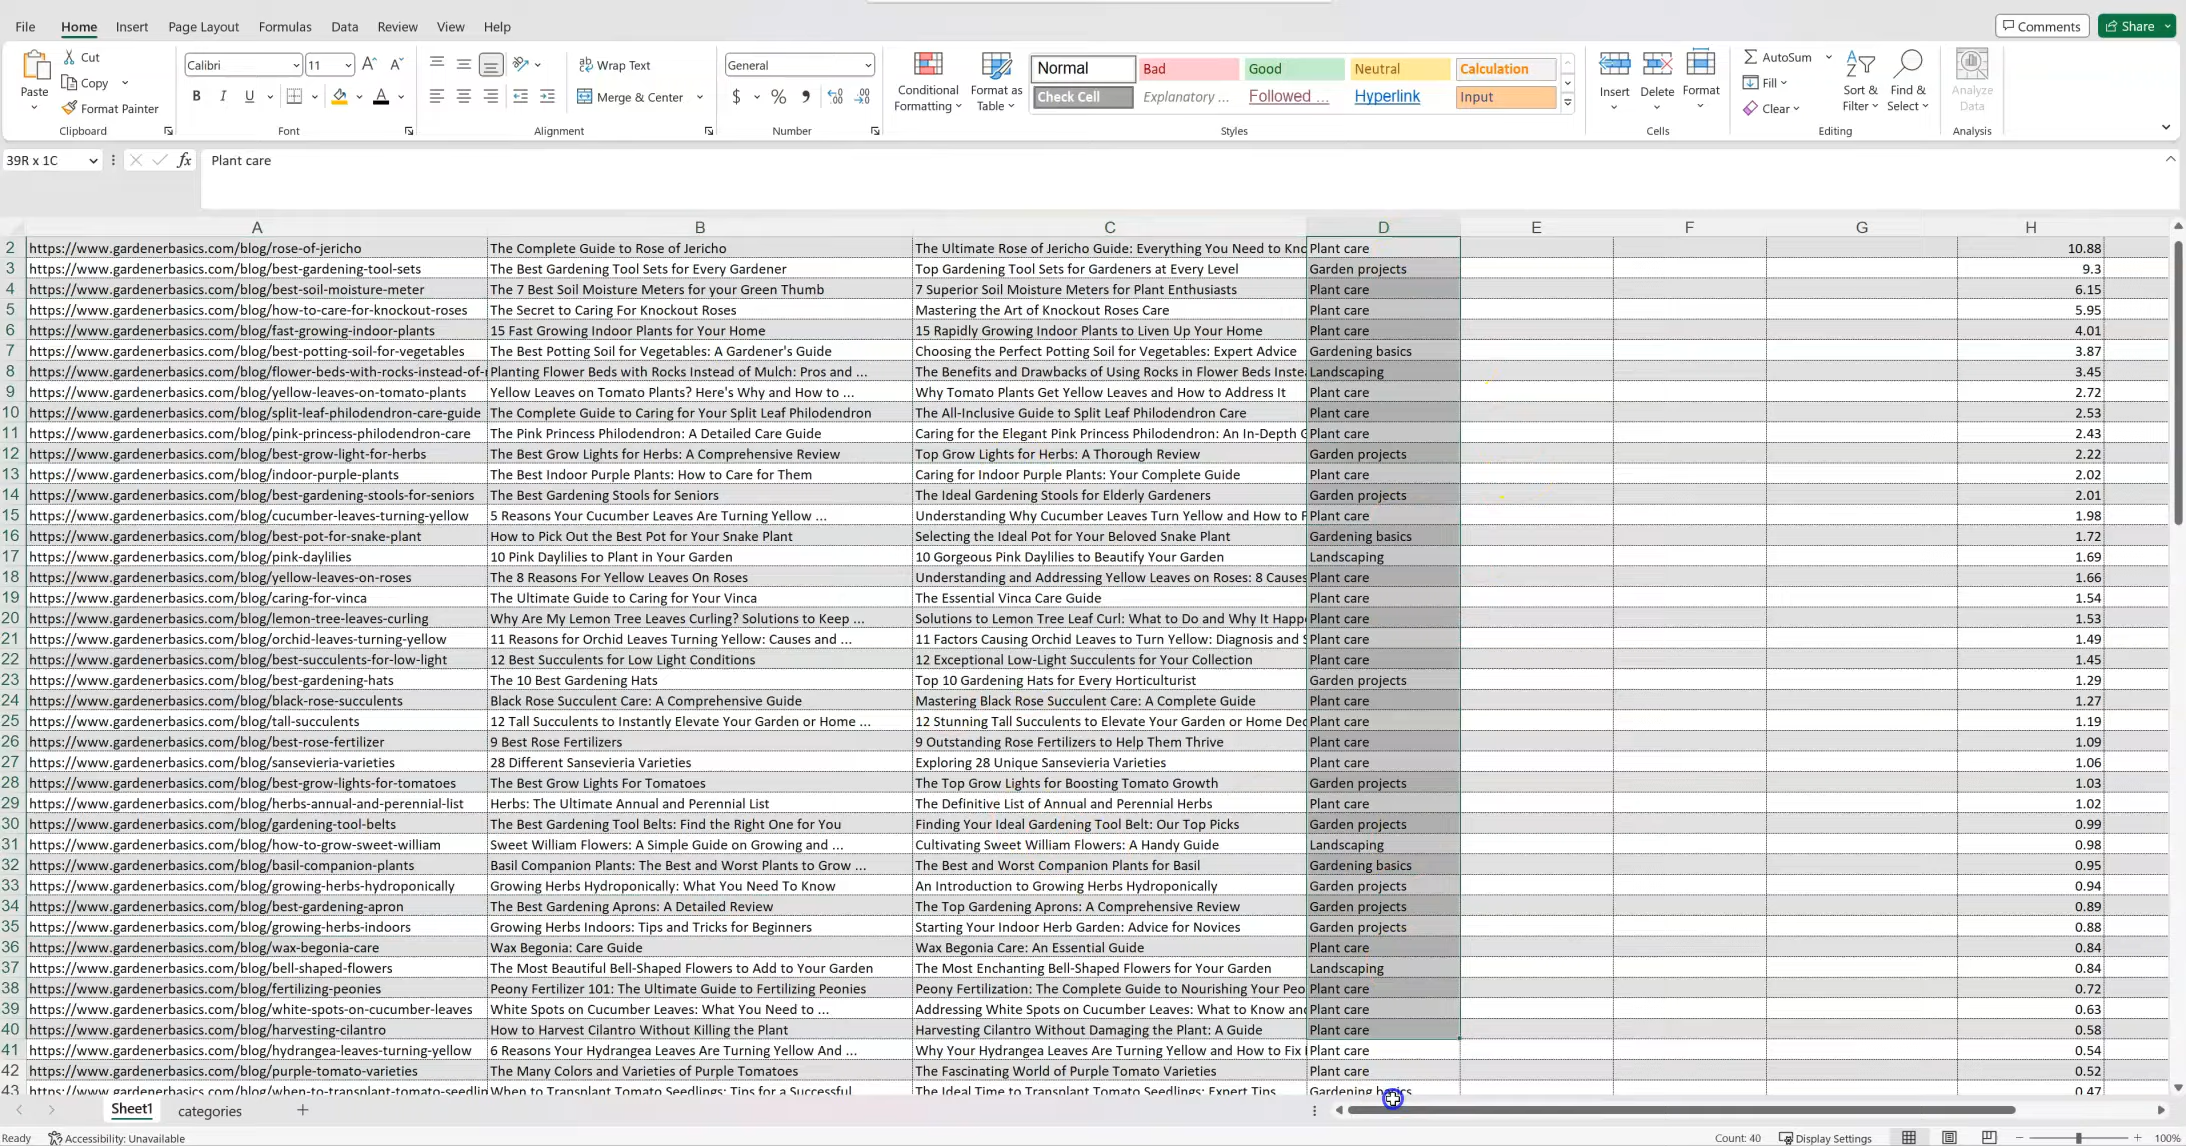 File Home Insert Page Layout Formulas Data Review View Help Comments Share
Paste Cut Copy Format Painter Clipboard
Calibri 11 B I U A Font
Wrap Text Merge & Center Alignment
General $ % Number
Conditional Formatting Format as Table
Normal Bad Good Neutral Calculation
Check Cell Explanatory ... Followed ... Hyperlink Input
Styles
Insert Delete Format Cells
AutoSum Fill Clear Sort & Filter Find & Select Editing
Analyze Data Analysis
39R x 1C fx Plant care
A B C D E F G H
2 https://www.gardenerbasics.com/blog/rose-of-jericho The Complete Guide to Rose of Jericho The Ultimate Rose of Jericho Guide: Everything You Need to Kno Plant care 10.88
3 https://www.gardenerbasics.com/blog/best-gardening-tool-sets The Best Gardening Tool Sets for Every Gardener Top Gardening Tool Sets for Gardeners at Every Level Garden projects 9.3
4 https://www.gardenerbasics.com/blog/best-soil-moisture-meter The 7 Best Soil Moisture Meters for your Green Thumb 7 Superior Soil Moisture Meters for Plant Enthusiasts Plant care 6.15
5 https://www.gardenerbasics.com/blog/how-to-care-for-knockout-roses The Secret to Caring For Knockout Roses Mastering the Art of Knockout Roses Care Plant care 5.95
6 https://www.gardenerbasics.com/blog/fast-growing-indoor-plants 15 Fast Growing Indoor Plants for Your Home 15 Rapidly Growing Indoor Plants to Liven Up Your Home Plant care 4.01
7 https://www.gardenerbasics.com/blog/best-potting-soil-for-vegetables The Best Potting Soil for Vegetables: A Gardener's Guide Choosing the Perfect Potting Soil for Vegetables: Expert Advice Gardening basics 3.87
8 https://www.gardenerbasics.com/blog/flower-beds-with-rocks-instead-of- Planting Flower Beds with Rocks Instead of Mulch: Pros and ... The Benefits and Drawbacks of Using Rocks in Flower Beds Inste Landscaping 3.45
9 https://www.gardenerbasics.com/blog/yellow-leaves-on-tomato-plants Yellow Leaves on Tomato Plants? Here's Why and How to ... Why Tomato Plants Get Yellow Leaves and How to Address It Plant care 2.72
10 https://www.gardenerbasics.com/blog/split-leaf-philodendron-care-guide The Complete Guide to Caring for Your Split Leaf Philodendron The All-Inclusive Guide to Split Leaf Philodendron Care Plant care 2.53
11 https://www.gardenerbasics.com/blog/pink-princess-philodendron-care The Pink Princess Philodendron: A Detailed Care Guide Caring for the Elegant Pink Princess Philodendron: An In-Depth G Plant care 2.43
12 https://www.gardenerbasics.com/blog/best-grow-light-for-herbs The Best Grow Lights for Herbs: A Comprehensive Review Top Grow Lights for Herbs: A Thorough Review Garden projects 2.22
13 https://www.gardenerbasics.com/blog/indoor-purple-plants The Best Indoor Purple Plants: How to Care for Them Caring for Indoor Purple Plants: Your Complete Guide Plant care 2.02
14 https://www.gardenerbasics.com/blog/best-gardening-stools-for-seniors The Best Gardening Stools for Seniors The Ideal Gardening Stools for Elderly Gardeners Garden projects 2.01
15 https://www.gardenerbasics.com/blog/cucumber-leaves-turning-yellow 5 Reasons Your Cucumber Leaves Are Turning Yellow ... Understanding Why Cucumber Leaves Turn Yellow and How to F Plant care 1.98
16 https://www.gardenerbasics.com/blog/best-pot-for-snake-plant How to Pick Out the Best Pot for Your Snake Plant Selecting the Ideal Pot for Your Beloved Snake Plant Gardening basics 1.72
17 https://www.gardenerbasics.com/blog/pink-daylilies 10 Pink Daylilies to Plant in Your Garden 10 Gorgeous Pink Daylilies to Beautify Your Garden Landscaping 1.69
18 https://www.gardenerbasics.com/blog/yellow-leaves-on-roses The 8 Reasons For Yellow Leaves On Roses Understanding and Addressing Yellow Leaves on Roses: 8 Causes Plant care 1.66
19 https://www.gardenerbasics.com/blog/caring-for-vinca The Ultimate Guide to Caring for Your Vinca The Essential Vinca Care Guide Plant care 1.54
20 https://www.gardenerbasics.com/blog/lemon-tree-leaves-curling Why Are My Lemon Tree Leaves Curling? Solutions to Keep ... Solutions to Lemon Tree Leaf Curl: What to Do and Why It Happ Plant care 1.53
21 https://www.gardenerbasics.com/blog/orchid-leaves-turning-yellow 11 Reasons for Orchid Leaves Turning Yellow: Causes and ... 11 Factors Causing Orchid Leaves to Turn Yellow: Diagnosis and S Plant care 1.49
22 https://www.gardenerbasics.com/blog/best-succulents-for-low-light 12 Best Succulents for Low Light Conditions 12 Exceptional Low-Light Succulents for Your Collection Plant care 1.45
23 https://www.gardenerbasics.com/blog/best-gardening-hats The 10 Best Gardening Hats Top 10 Gardening Hats for Every Horticulturist Garden projects 1.29
24 https://www.gardenerbasics.com/blog/black-rose-succulents Black Rose Succulent Care: A Comprehensive Guide Mastering Black Rose Succulent Care: A Complete Guide Plant care 1.27
25 https://www.gardenerbasics.com/blog/tall-succulents 12 Tall Succulents to Instantly Elevate Your Garden or Home ... 12 Stunning Tall Succulents to Elevate Your Garden or Home Dec Plant care 1.19
26 https://www.gardenerbasics.com/blog/best-rose-fertilizer 9 Best Rose Fertilizers 9 Outstanding Rose Fertilizers to Help Them Thrive Plant care 1.09
27 https://www.gardenerbasics.com/blog/sansevieria-varieties 28 Different Sansevieria Varieties Exploring 28 Unique Sansevieria Varieties Plant care 1.06
28 https://www.gardenerbasics.com/blog/best-grow-lights-for-tomatoes The Best Grow Lights For Tomatoes The Top Grow Lights for Boosting Tomato Growth Garden projects 1.03
29 https://www.gardenerbasics.com/blog/herbs-annual-and-perennial-list Herbs: The Ultimate Annual and Perennial List The Definitive List of Annual and Perennial Herbs Plant care 1.02
30 https://www.gardenerbasics.com/blog/gardening-tool-belts The Best Gardening Tool Belts: Find the Right One for You Finding Your Ideal Gardening Tool Belt: Our Top Picks Garden projects 0.99
31 https://www.gardenerbasics.com/blog/how-to-grow-sweet-william Sweet William Flowers: A Simple Guide on Growing and ... Cultivating Sweet William Flowers: A Handy Guide Landscaping 0.98
32 https://www.gardenerbasics.com/blog/basil-companion-plants Basil Companion Plants: The Best and Worst Plants to Grow ... The Best and Worst Companion Plants for Basil Gardening basics 0.95
33 https://www.gardenerbasics.com/blog/growing-herbs-hydroponically Growing Herbs Hydroponically: What You Need To Know An Introduction to Growing Herbs Hydroponically Garden projects 0.94
34 https://www.gardenerbasics.com/blog/best-gardening-apron The Best Gardening Aprons: A Detailed Review The Top Gardening Aprons: A Comprehensive Review Garden projects 0.89
35 https://www.gardenerbasics.com/blog/growing-herbs-indoors Growing Herbs Indoors: Tips and Tricks for Beginners Starting Your Indoor Herb Garden: Advice for Novices Garden projects 0.88
36 https://www.gardenerbasics.com/blog/wax-begonia-care Wax Begonia: Care Guide Wax Begonia Care: An Essential Guide Plant care 0.84
37 https://www.gardenerbasics.com/blog/bell-shaped-flowers The Most Beautiful Bell-Shaped Flowers to Add to Your Garden The Most Enchanting Bell-Shaped Flowers for Your Garden Landscaping 0.84
38 https://www.gardenerbasics.com/blog/fertilizing-peonies Peony Fertilizer 101: The Ultimate Guide to Fertilizing Peonies Peony Fertilization: The Complete Guide to Nourishing Your Peo Plant care 0.72
39 https://www.gardenerbasics.com/blog/white-spots-on-cucumber-leaves White Spots on Cucumber Leaves: What You Need to ... Addressing White Spots on Cucumber Leaves: What to Know and Plant care 0.63
40 https://www.gardenerbasics.com/blog/harvesting-cilantro How to Harvest Cilantro Without Killing the Plant Harvesting Cilantro Without Damaging the Plant: A Guide Plant care 0.58
41 https://www.gardenerbasics.com/blog/hydrangea-leaves-turning-yellow 6 Reasons Your Hydrangea Leaves Are Turning Yellow And ... Why Your Hydrangea Leaves Are Turning Yellow and How to Fix Plant care 0.54
42 https://www.gardenerbasics.com/blog/purple-tomato-varieties The Many Colors and Varieties of Purple Tomatoes The Fascinating World of Purple Tomato Varieties Plant care 0.52
43 https://www.gardenerbasics.com/blog/when-to-transplant-tomato-seedlin When to Transplant Tomato Seedlings: Tips for a Successful The Ideal Time to Transplant Tomato Seedlings: Expert Tips Gardening basics 0.47
Sheet1 categories +
Ready Accessibility: Unavailable Count: 40 Display Settings 100%